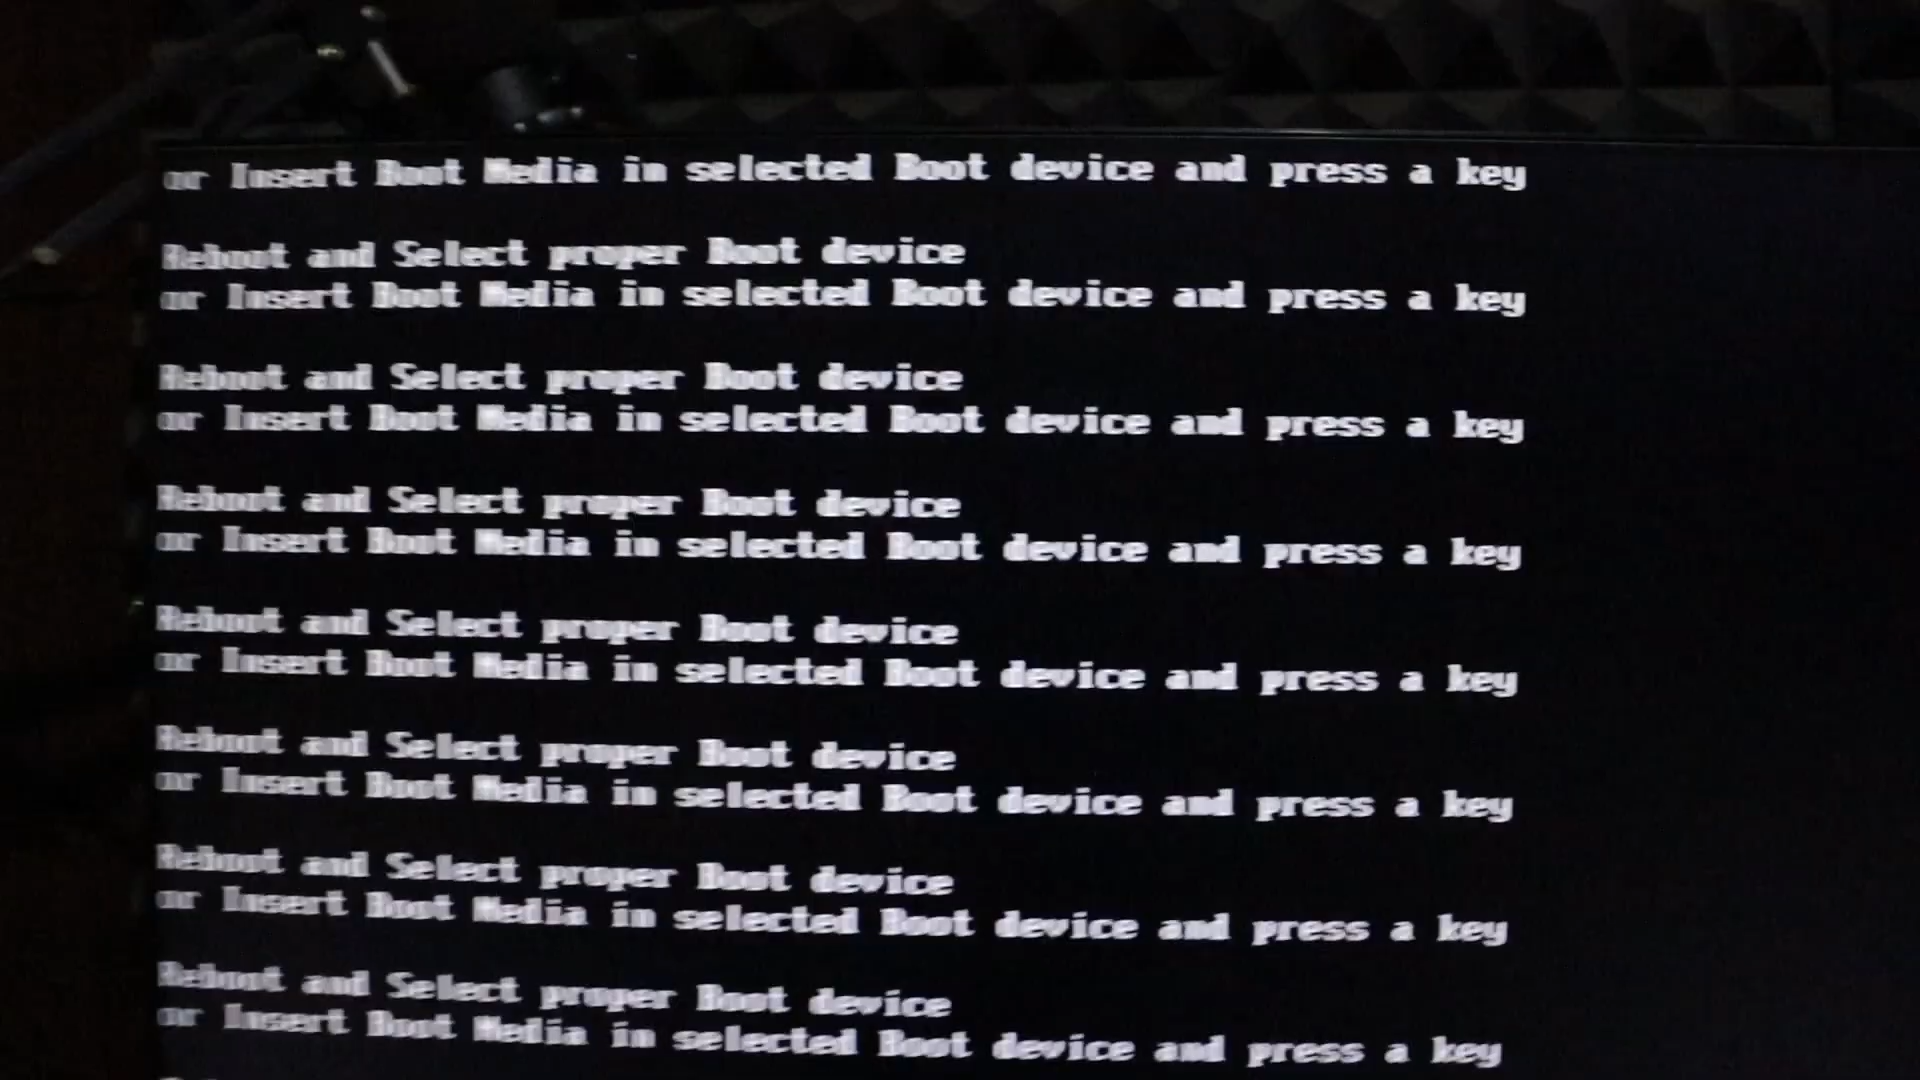 or Insert Boot Media in selected Boot device and press a key
Reboot and Select proper Boot device
or Insert Boot Media in selected Boot device and press a key
Reboot and Select proper Boot device
or Insert Boot Media in selected Boot device and press a key
Reboot and Select proper Boot device
or Insert Boot Media in selected Boot device and press a key
Reboot and Select proper Boot device
or Insert Boot Media in selected Boot device and press a key
Reboot and Select proper Boot device
or Insert Boot Media in selected Boot device and press a key
Reboot and Select proper Boot device
or Insert Boot Media in selected Boot device and press a key
Reboot and Select proper Boot device
or Insert Boot Media in selected Boot device and press a key